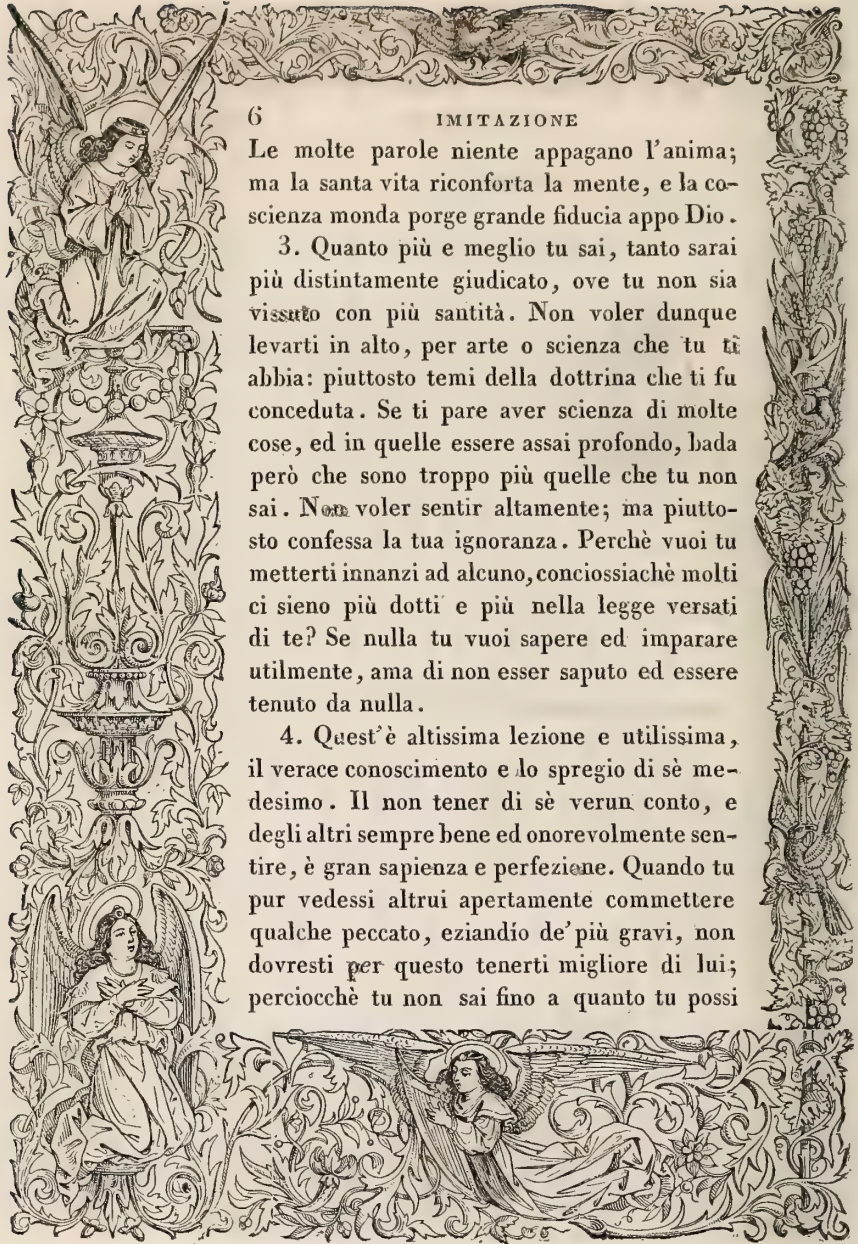 6 IMITAZIONE
Le molte parole niente appagano l'anima;
ma la santa vita riconforta la mente, e la co-
scienza monda porge grande fiducia appo Dio.
3. Quanto più e meglio tu sai, tanto sarai
più distintamente giudicato, ove tu non sia
vissuto con più santità. Non voler dunque
levarti in alto, per arte o scienza che tu ti
abbia: piuttosto temi della dottrina che ti fu
conceduta. Se ti pare aver scienza di molte
cose, ed in quelle essere assai profondo, bada
però che sono troppo più quelle che tu non
sai. Non voler sentir altamente; ma piutto-
sto confessa la tua ignoranza. Perchè vuoi tu
metterti innanzi ad alcuno, conciossiachè molti
ci sieno più dotti e più nella legge versati
di te? Se nulla tu vuoi sapere ed imparare
utilmente, ama di non esser saputo ed essere
tenuto da nulla.
4. Quest'è altissima lezione e utilissima,
il verace conoscimento e lo spregio di sè me-
desimo. Il non tener di sè verun conto, e
degli altri sempre bene ed onorevolmente sen-
tire, è gran sapienza e perfezione. Quando tu
pur vedessi altrui apertamente commettere
qualche peccato, eziandío de' più gravi, non
dovresti per questo tenerti migliore di lui;
perciocchè tu non sai fino a quanto tu possi